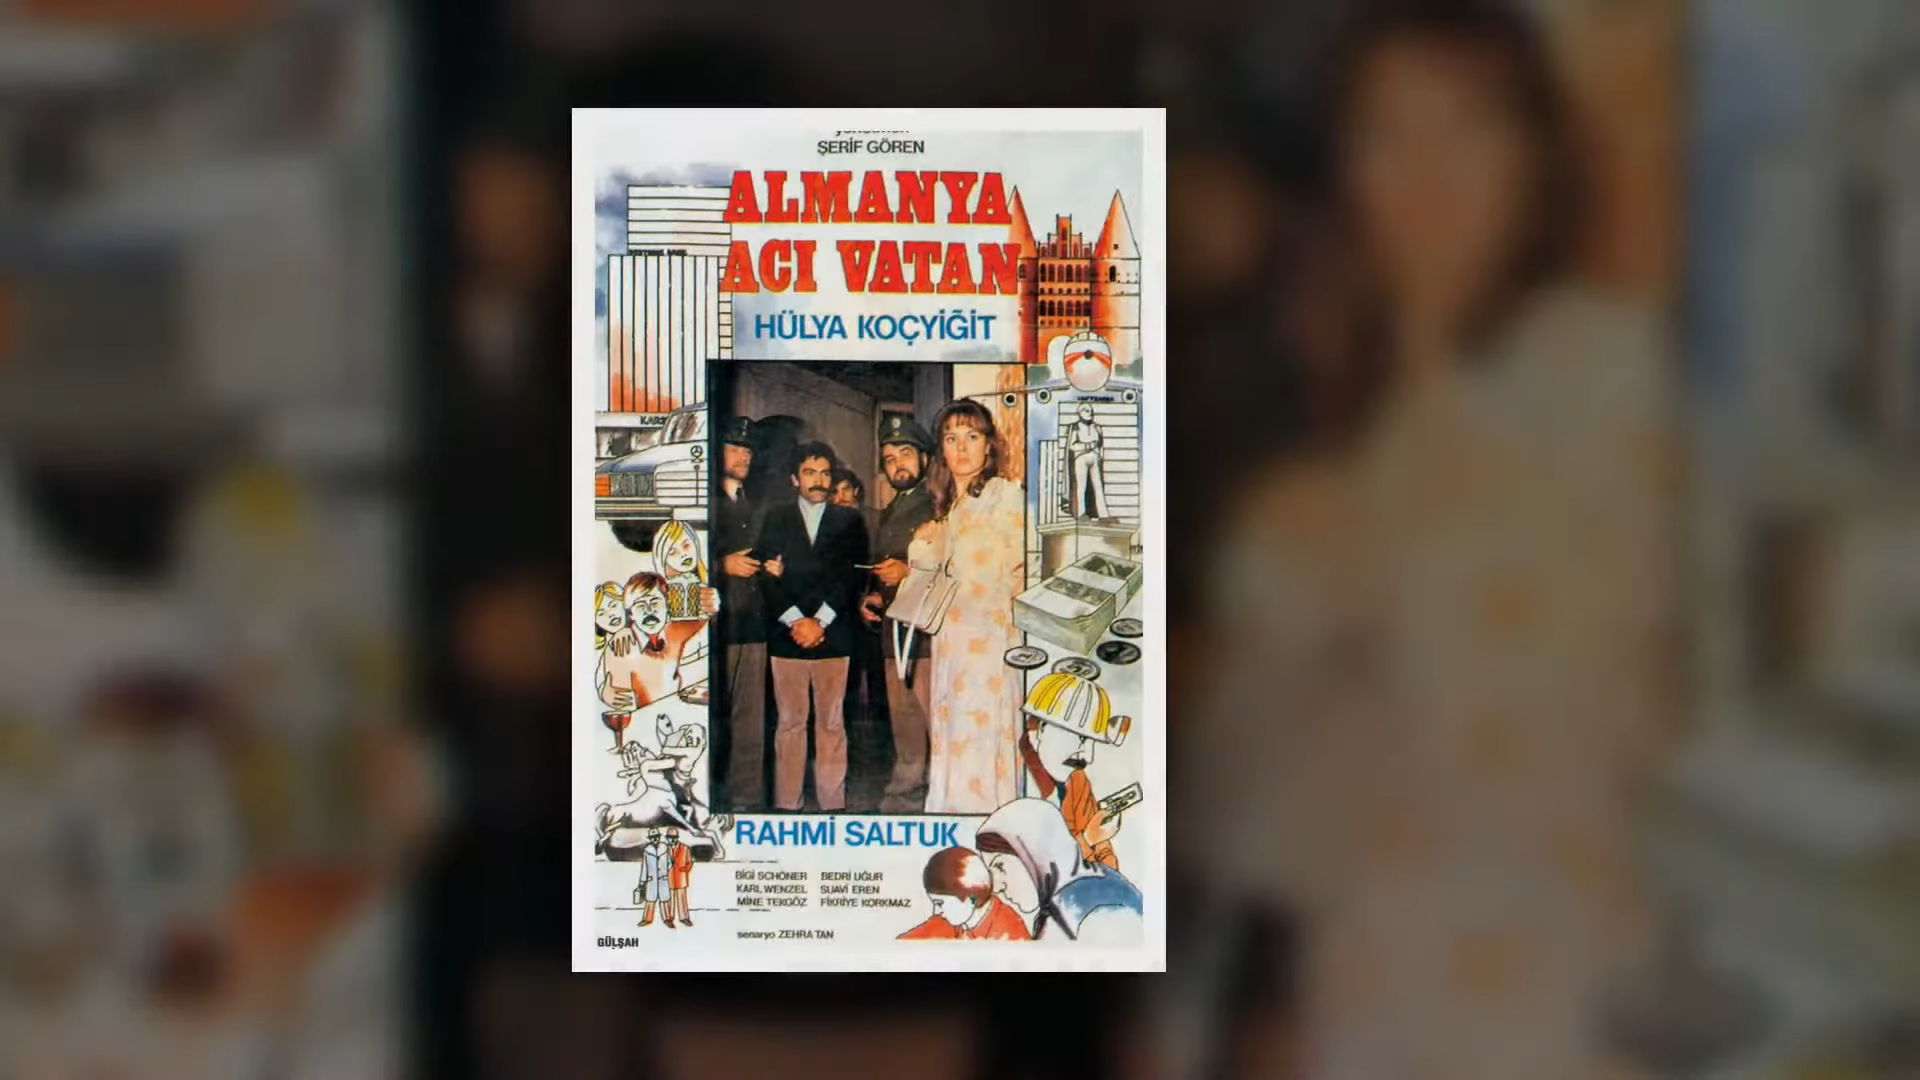 ŞERİF GÖREN
ALMANYA
ACI VATAN
HÜLYA KOÇYİĞİT
RAHMİ SALTUK
BİGİ SCHÖNER BEDRİ UĞUR
KARL WENZEL SUAVİ EREN
MİNE TEKGÖZ FİKRİYE KORKMAZ
senaryo ZEHRA TAN
GÜLŞAH